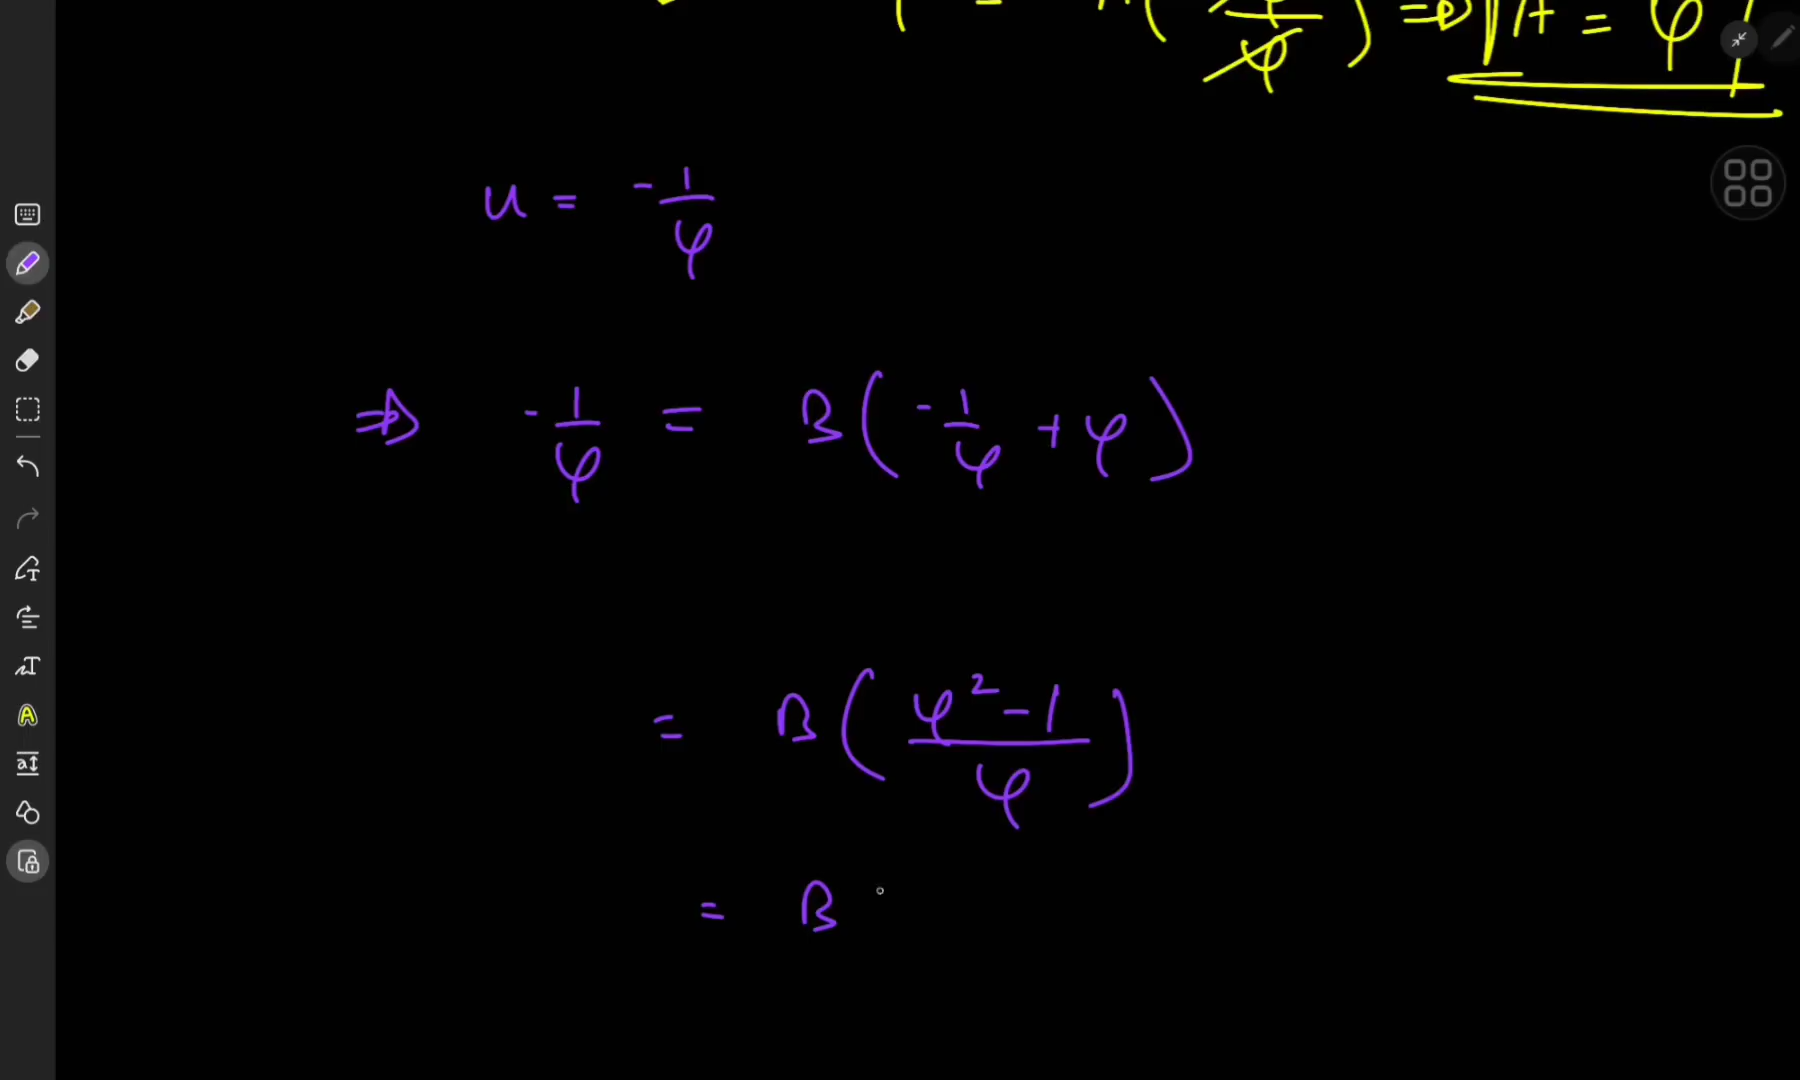 ⇒ A = φ
u = -1/φ
⇒ -1/φ = B(-1/φ + φ)
= B((φ² - 1)/φ)
= B